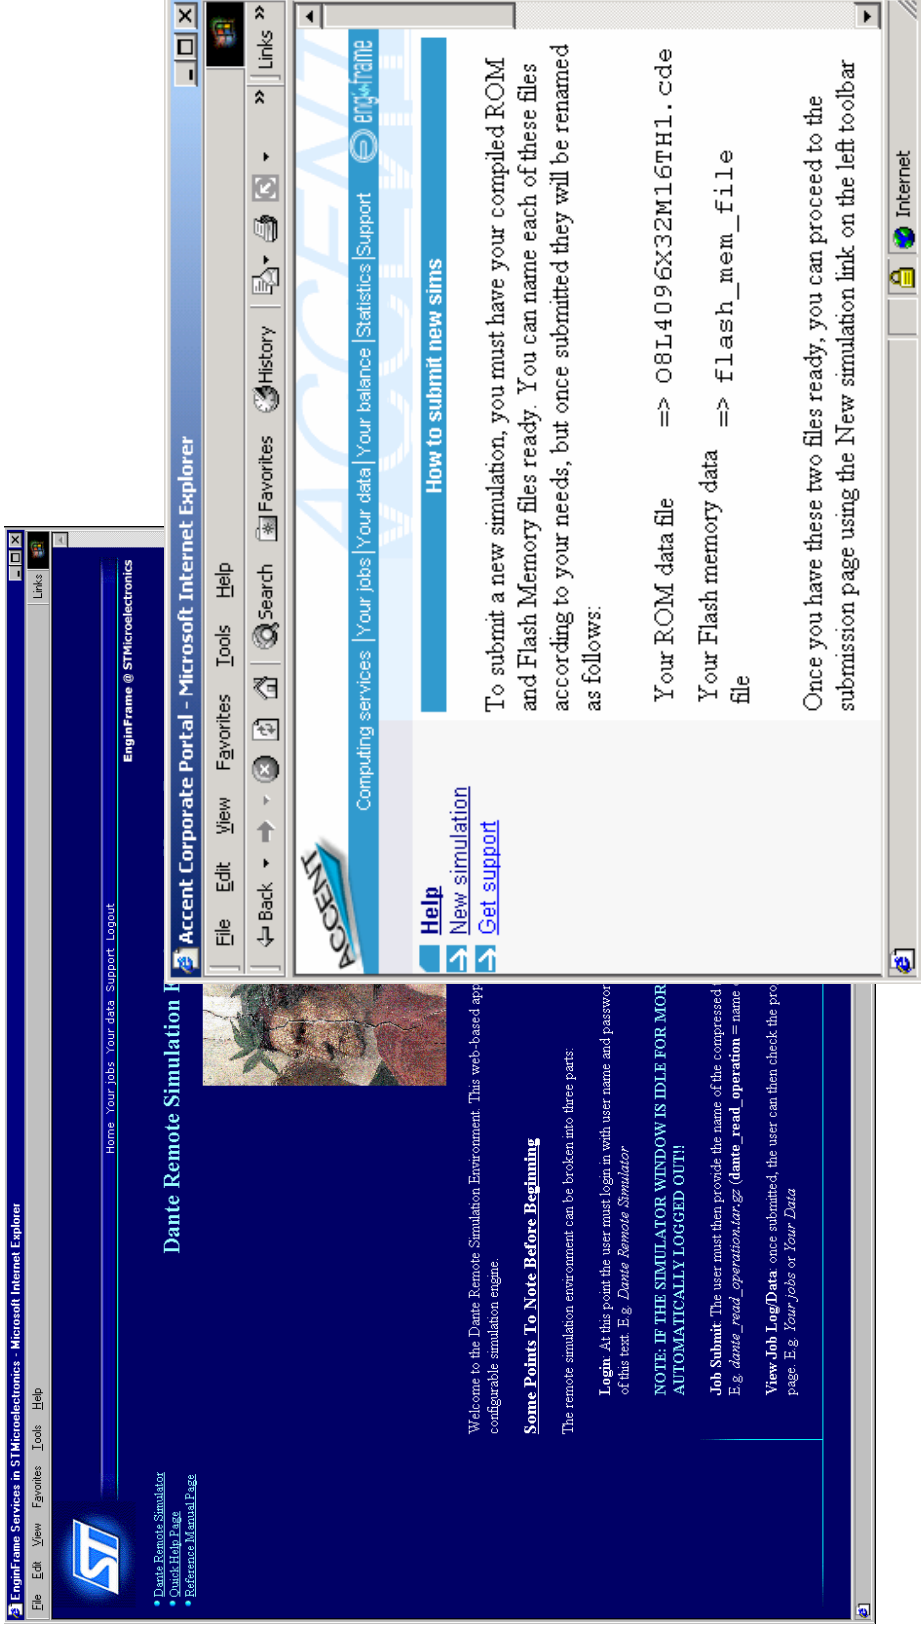 EnginFrame Services in STMicroelectronics - Microsoft Internet Explorer
File Edit View Favorites Tools Help
Links
ST
Home Your jobs Your data Support Logout
EnginFrame @ STMicroelectronics
Dante Remote Simulator
Quick Help Page
Reference Manual Page
Dante Remote Simulation
Welcome to the Dante Remote Simulation Environment. This web-based app
configurable simulation engine.
Some Points To Note Before Beginning
The remote simulation environment can be broken into three parts:
Login: At this point the user must login in with user name and passwor
of this text. E.g. Dante Remote Simulator
NOTE: IF THE SIMULATOR WINDOW IS IDLE FOR MOR
AUTOMATICALLY LOGGED OUT!!
Job Submit: The user must then provide the name of the compressed
E.g. dante_read_operation.tar.gz (dante_read_operation = name
View Job Log/Data: once submitted, the user can then check the pro
page. E.g. Your jobs or Your Data
Accent Corporate Portal - Microsoft Internet Explorer
File Edit View Favorites Tools Help
Back Search Favorites History » Links »
ACCENT
ACCENT
Computing services | Your jobs | Your data | Your balance | Statistics | Support enginframe
Help
New simulation
Get support
How to submit new sims
To submit a new simulation, you must have your compiled ROM
and Flash Memory files ready. You can name each of these files
according to your needs, but once submitted they will be renamed
as follows:
Your ROM data file => O8L4096X32M16TH1.cde
Your Flash memory data => flash_mem_file
file
Once you have these two files ready, you can proceed to the
submission page using the New simulation link on the left toolbar
Internet